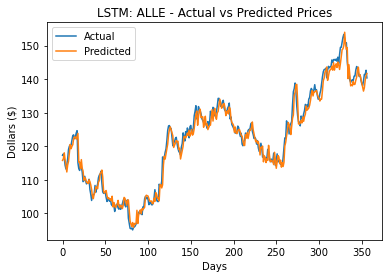 LSTM: ALLE - Actual vs Predicted Prices
Actual
Predicted
Dollars ($)
150
140
130
120
110
100
0 50 100 150 200 250 300 350
Days